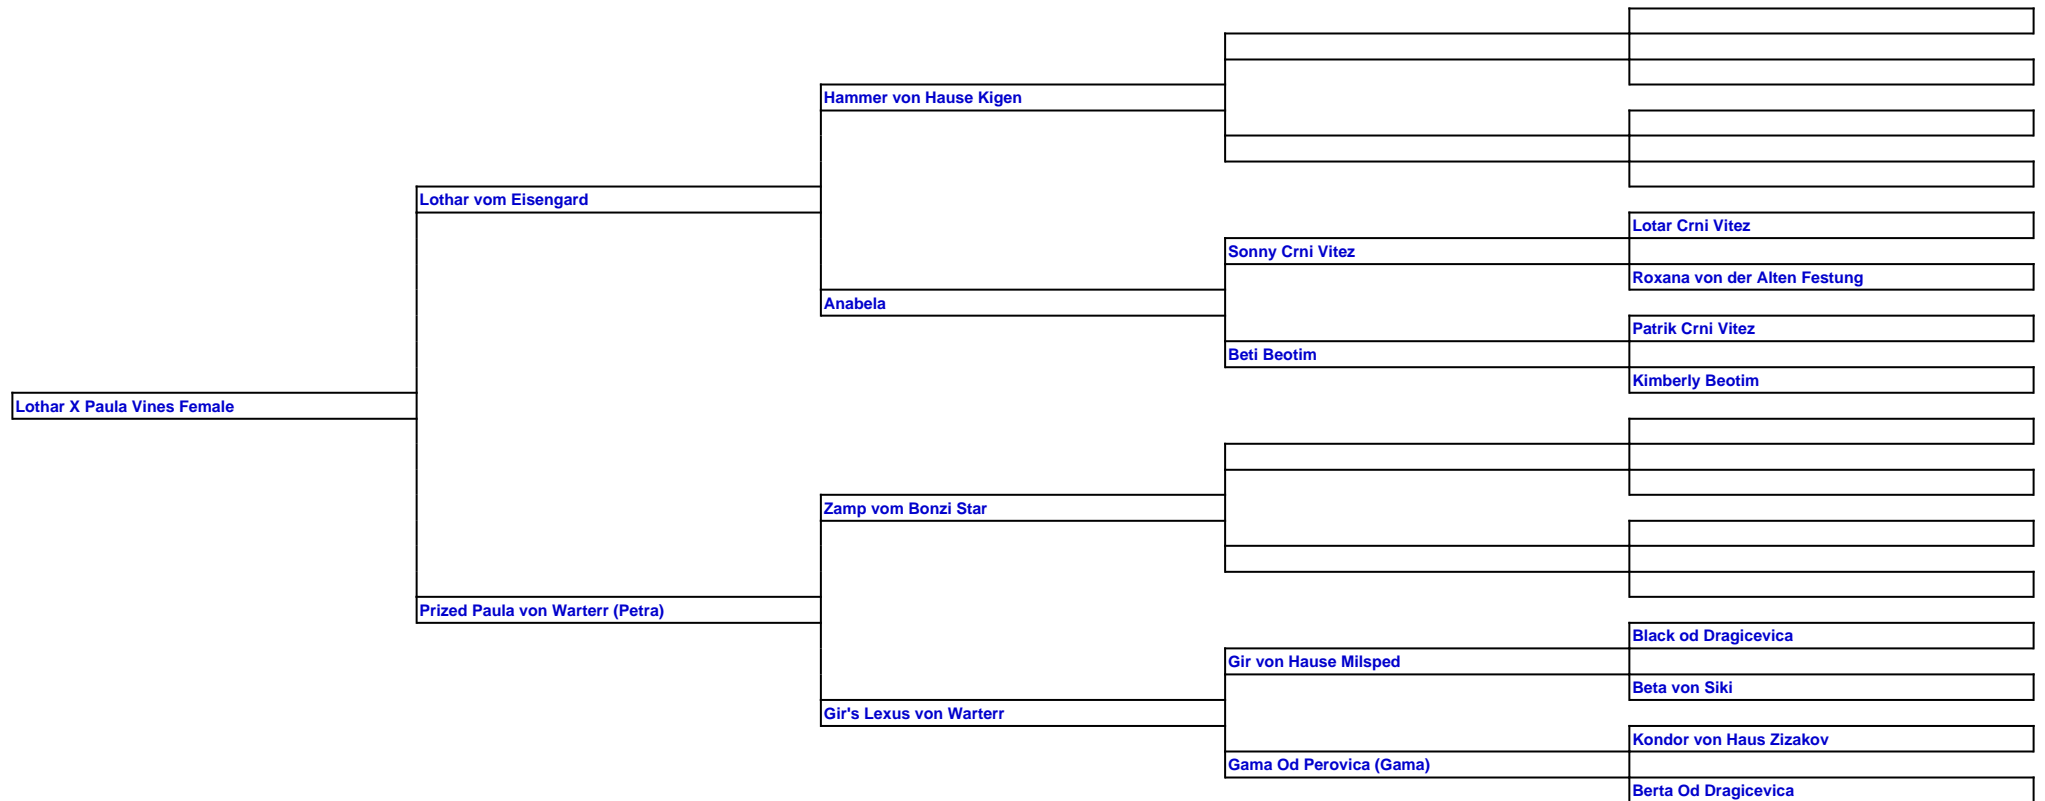 Hammer von Hause Kigen
Lothar vom Eisengard
Lotar Crni Vitez
Sonny Crni Vitez
Roxana von der Alten Festung
Anabela
Patrik Crni Vitez
Beti Beotim
Kimberly Beotim
Lothar X Paula Vines Female
Zamp vom Bonzi Star
Prized Paula von Warterr (Petra)
Black od Dragicevica
Gir von Hause Milsped
Beta von Siki
Gir's Lexus von Warterr
Kondor von Haus Zizakov
Gama Od Perovica (Gama)
Berta Od Dragicevica